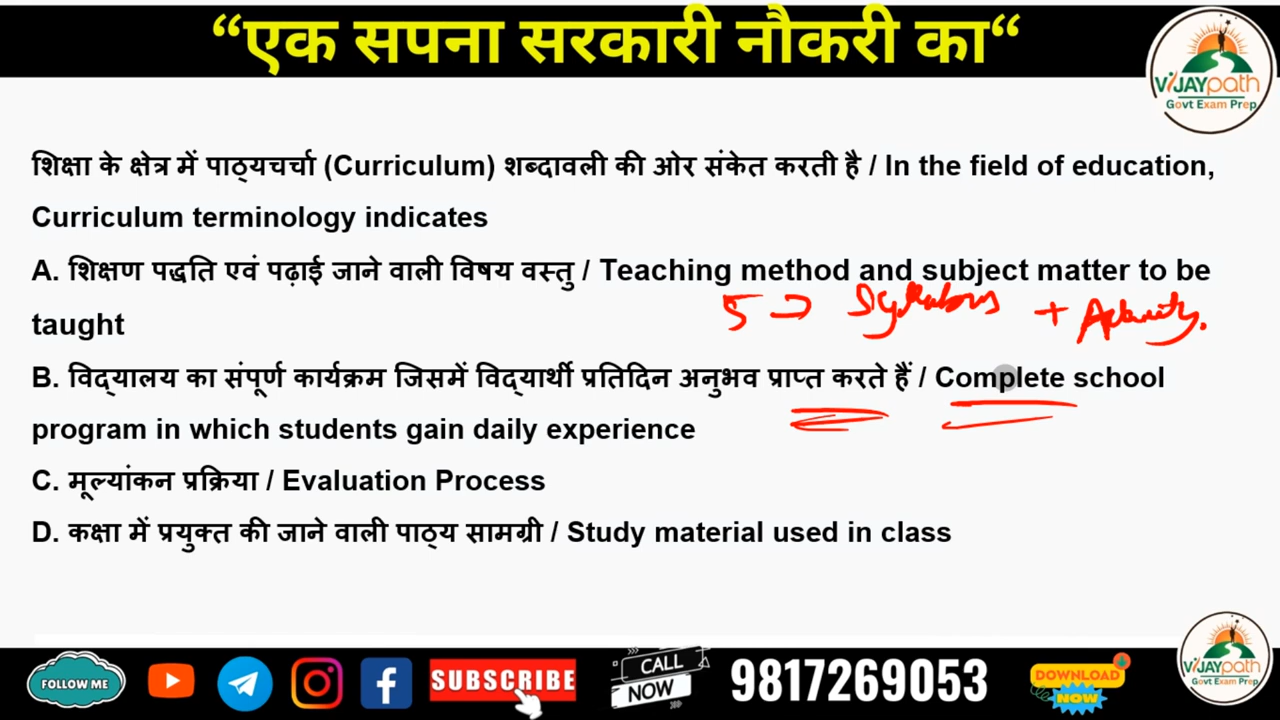 “एक सपना सरकारी नौकरी का“
VIJAYpath
Govt Exam Prep
शिक्षा के क्षेत्र में पाठ्यचर्चा (Curriculum) शब्दावली की ओर संकेत करती है / In the field of education,
Curriculum terminology indicates
A. शिक्षण पद्धति एवं पढ़ाई जाने वाली विषय वस्तु / Teaching method and subject matter to be
5 → Syllabus + Activity.
taught
B. विद्यालय का संपूर्ण कार्यक्रम जिसमें विद्यार्थी प्रतिदिन अनुभव प्राप्त करते हैं / Complete school
program in which students gain daily experience
C. मूल्यांकन प्रक्रिया / Evaluation Process
D. कक्षा में प्रयुक्त की जाने वाली पाठ्य सामग्री / Study material used in class
FOLLOW ME
SUBSCRIBE
CALL
NOW
9817269053
DOWNLOAD
NOW
VIJAYpath
Govt Exam Prep